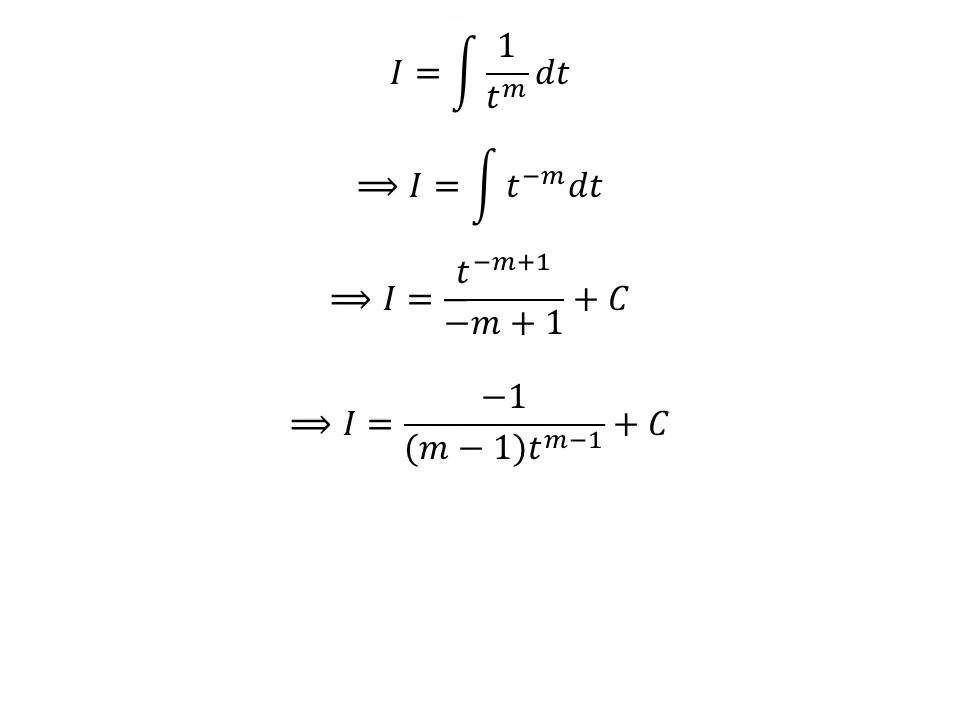 I = ∫ 1/t^m dt
⟹ I = ∫ t^{−m} dt
⟹ I = t^{−m+1}/(−m + 1) + C
⟹ I = −1/((m − 1)t^{m−1}) + C